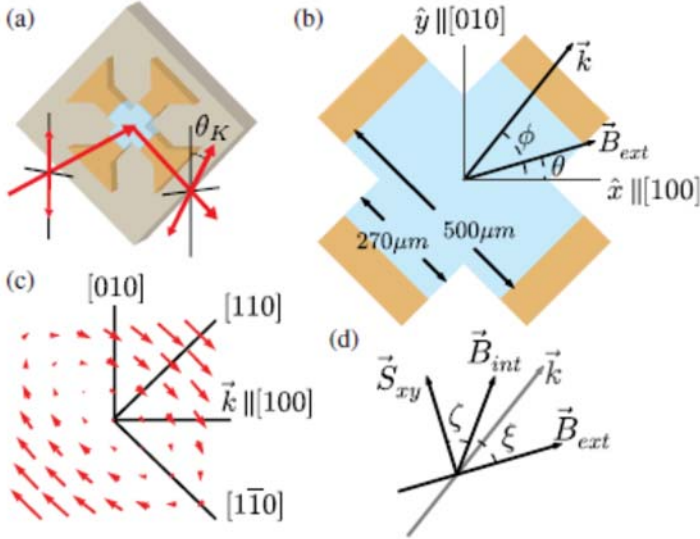 (a)
θ_K
(b)
ŷ∥[010]
k⃗
ϕ
B⃗_ext
θ
x̂∥[100]
270μm
500μm
(c)
[010]
[110]
k⃗∥[100]
[11̄0]
(d)
S⃗_xy
B⃗_int
k⃗
ζ
ξ
B⃗_ext